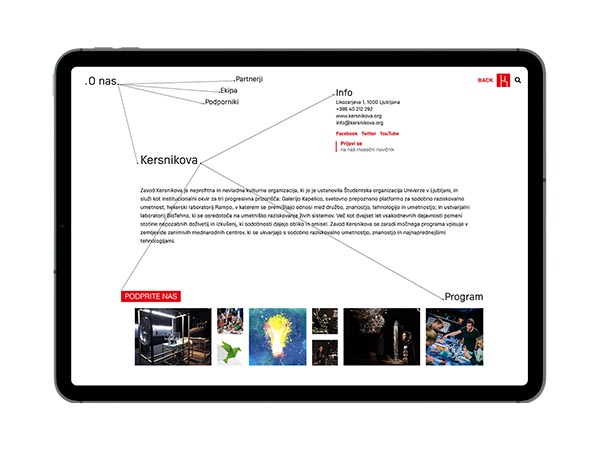 .O nas.
.Partnerji
.Ekipa
.Podporniki
BACK
Info
Likozarjeva 1, 1000 Ljubljana
+386 40 212 292
www.kersnikova.org
info@kersnikova.org
Facebook Twitter YouTube
Prijavi se
na naš mesečni novičnik
.Kersnikova.
Zavod Kersnikova je neprofitna in nevladna kulturna organizacija, ki jo je ustanovila Študentska organizacija Univerze v Ljubljani, in
služi kot institucionalni okvir za tri progresivna prizorišča: Galerijo Kapelica, svetovno prepoznano platformo za sodobno raziskovalno
umetnost; hekerski laboratorij Rampo, v katerem se premišljajo odnosi med družbo, znanostjo, tehnologijo in umetnostjo; in ustvarjalni
laboratorij BioTehno, ki se osredotoča na umetniško raziskovanje živih sistemov. Več kot dvajset let vsakodnevnih dejavnosti pomeni
stotine nepozabnih doživetij in izkušenj, ki sodobnosti dajejo obliko in smisel. Zavod Kersnikova se zaradi močnega programa vpisuje v
zemljevide zanimivih mednarodnih centrov, ki se ukvarjajo s sodobno raziskovalno umetnostjo, znanostjo in najnaprednejšimi
tehnologijami.
PODPRITE NAS
.Program